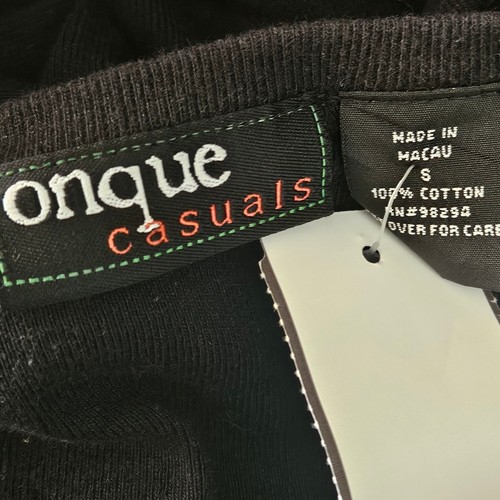 onque
casuals
MADE IN
MACAU
S
100% COTTON
RN#98294
OVER FOR CARE